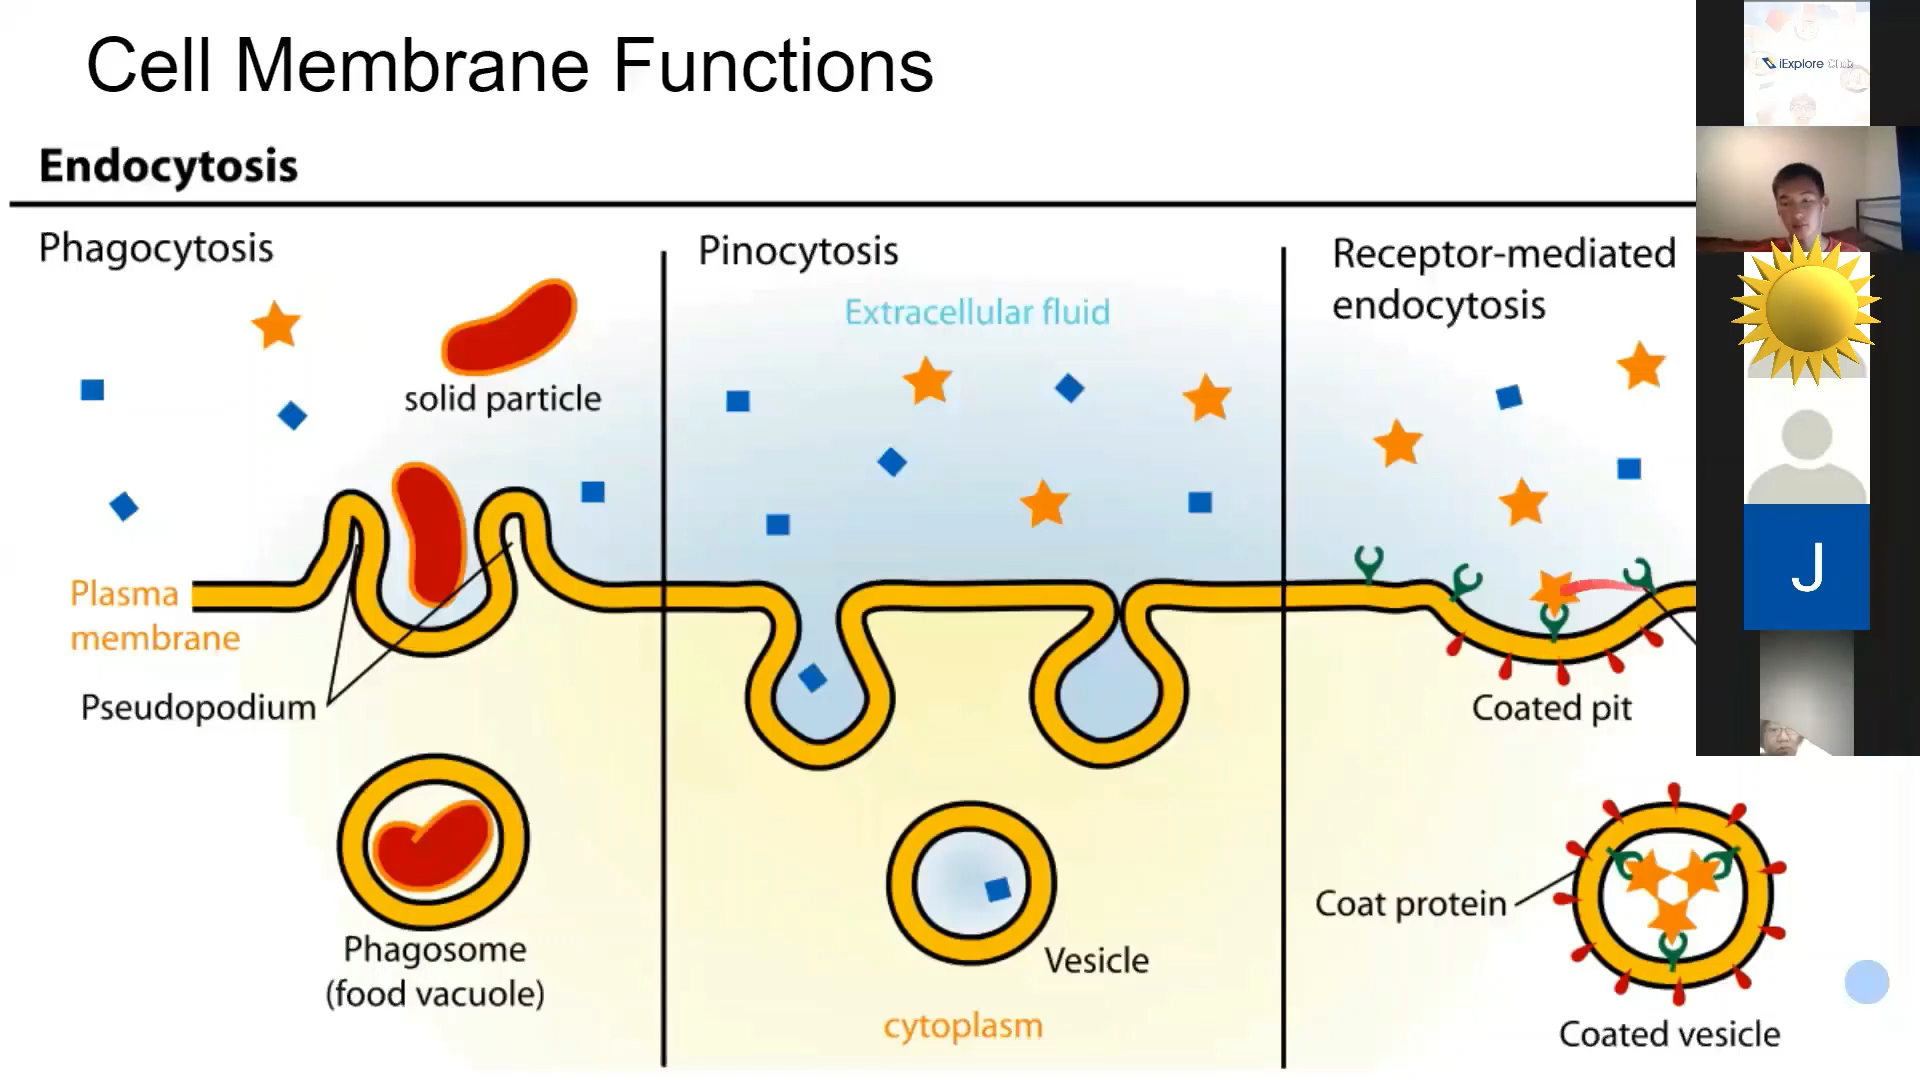 Cell Membrane Functions
Endocytosis
Phagocytosis
solid particle
Plasma
membrane
Pseudopodium
Phagosome
(food vacuole)
Pinocytosis
Extracellular fluid
Vesicle
cytoplasm
Receptor-mediated
endocytosis
Coated pit
Coat protein
Coated vesicle
iExplore Club
J